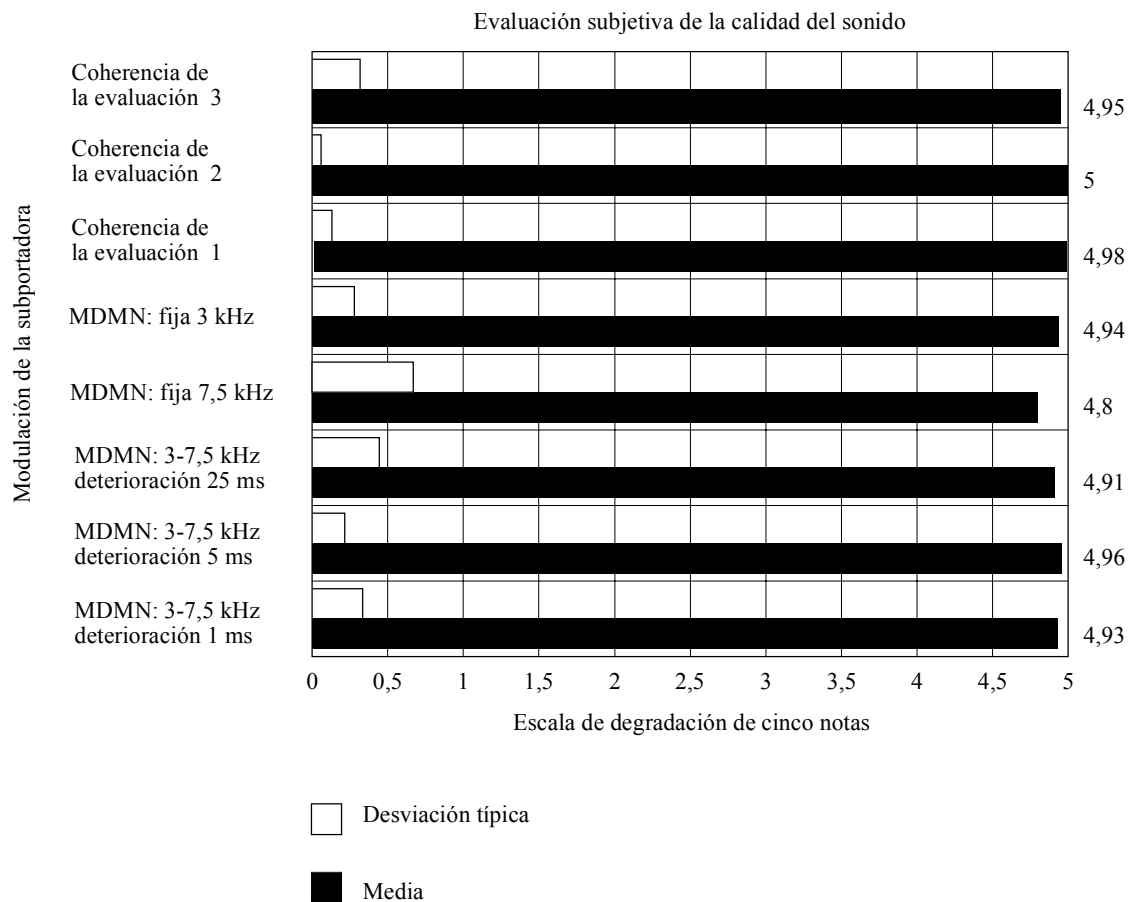 Evaluación subjetiva de la calidad del sonido
Modulación de la subportadora
Coherencia de
la evaluación 3
4,95
Coherencia de
la evaluación 2
5
Coherencia de
la evaluación 1
4,98
MDMN: fija 3 kHz
4,94
MDMN: fija 7,5 kHz
4,8
MDMN: 3-7,5 kHz
deterioración 25 ms
4,91
MDMN: 3-7,5 kHz
deterioración 5 ms
4,96
MDMN: 3-7,5 kHz
deterioración 1 ms
4,93
0 0,5 1 1,5 2 2,5 3 3,5 4 4,5 5
Escala de degradación de cinco notas
Desviación típica
Media